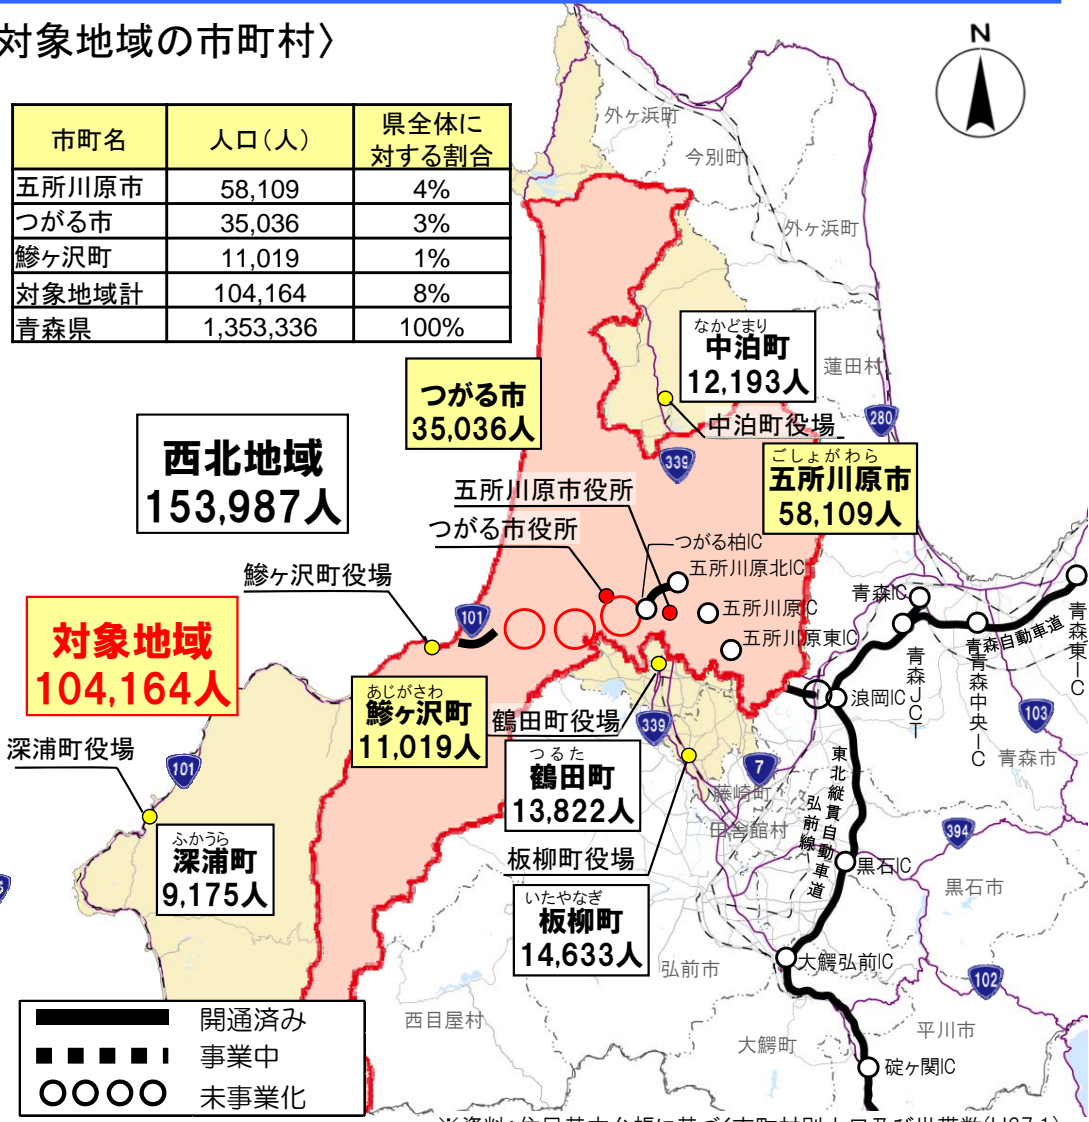 対象地域の市町村〉
N
市町名 人口(人) 県全体に対する割合
五所川原市 58,109 4%
つがる市 35,036 3%
鰺ヶ沢町 11,019 1%
対象地域計 104,164 8%
青森県 1,353,336 100%
外ヶ浜町
今別町
外ヶ浜町
なかどまり
中泊町
12,193人
蓬田村
つがる市
35,036人
280
中泊町役場
西北地域
153,987人
339
ごしょがわら
五所川原市
58,109人
五所川原市役所
つがる市役所
つがる柏IC
五所川原北IC
鰺ヶ沢町役場
青森IC
五所川原IC
101
五所川原東IC
青森自動車道
青森東IC
対象地域
104,164人
青森JCT
青森中央IC
あじがさわ
鰺ヶ沢町
11,019人
浪岡IC
鶴田町役場
339
103
深浦町役場
101
つるた
鶴田町
13,822人
7
青森市
東北縦貫自動車道
弘前線
藤崎町
田舎館村
394
ふかうら
深浦町
9,175人
板柳町役場
黒石IC
黒石市
いたやなぎ
板柳町
14,633人
弘前市
大鰐弘前IC
102
西目屋村
平川市
大鰐町
碇ヶ関IC
開通済み
事業中
未事業化